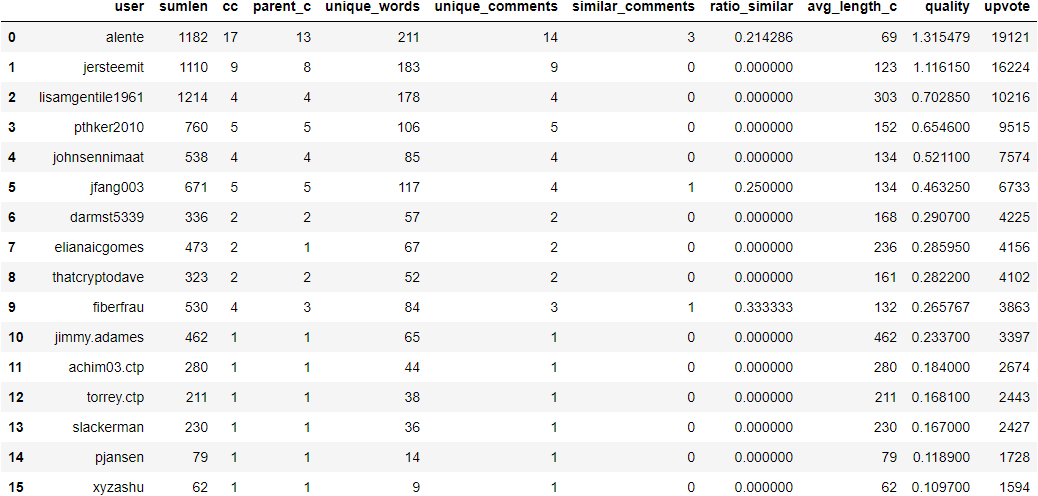 user sumlen cc parent_c unique_words unique_comments similar_comments ratio_similar avg_length_c quality upvote
0 alente 1182 17 13 211 14 3 0.214286 69 1.315479 19121
1 jersteemit 1110 9 8 183 9 0 0.000000 123 1.116150 16224
2 lisamgentile1961 1214 4 4 178 4 0 0.000000 303 0.702850 10216
3 pthker2010 760 5 5 106 5 0 0.000000 152 0.654600 9515
4 johnsennimaat 538 4 4 85 4 0 0.000000 134 0.521100 7574
5 jfang003 671 5 5 117 4 1 0.250000 134 0.463250 6733
6 darmst5339 336 2 2 57 2 0 0.000000 168 0.290700 4225
7 elianaicgomes 473 2 1 67 2 0 0.000000 236 0.285950 4156
8 thatcryptodave 323 2 2 52 2 0 0.000000 161 0.282200 4102
9 fiberfrau 530 4 3 84 3 1 0.333333 132 0.265767 3863
10 jimmy.adames 462 1 1 65 1 0 0.000000 462 0.233700 3397
11 achim03.ctp 280 1 1 44 1 0 0.000000 280 0.184000 2674
12 torrey.ctp 211 1 1 38 1 0 0.000000 211 0.168100 2443
13 slackerman 230 1 1 36 1 0 0.000000 230 0.167000 2427
14 pjansen 79 1 1 14 1 0 0.000000 79 0.118900 1728
15 xyzashu 62 1 1 9 1 0 0.000000 62 0.109700 1594